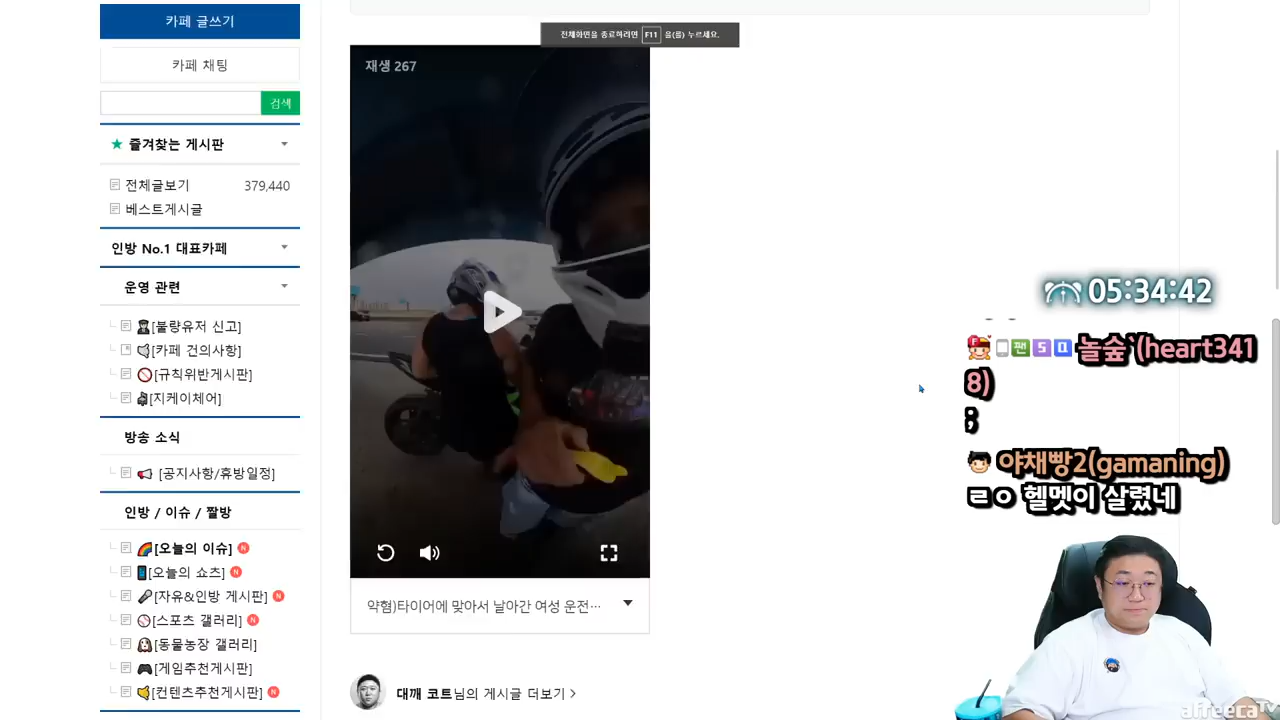 카페 글쓰기
카페 채팅
검색
★ 즐겨찾는 게시판
전체글보기 379,440
베스트게시글
인방 No.1 대표카페
운영 관련
[불량유저 신고]
[카페 건의사항]
[규칙위반게시판]
[지케이체어]
방송 소식
[공지사항/휴방일정]
인방 / 이슈 / 짤방
[오늘의 이슈] N
[오늘의 쇼츠] N
[자유&인방 게시판] N
[스포츠 갤러리] N
[동물농장 갤러리]
[게임추천게시판]
[컨텐츠추천게시판] N
전체화면을 종료하려면 F11 을(를) 누르세요.
재생 267
약혐)타이어에 맞아서 날아간 여성 운전…
대깨 코트님의 게시글 더보기 >
05:34:42
F 팬 5 놀숲`(heart341
8)
;
야채빵2(gamaning)
ㄹㅇ 헬멧이 살렸네
afreecaTV